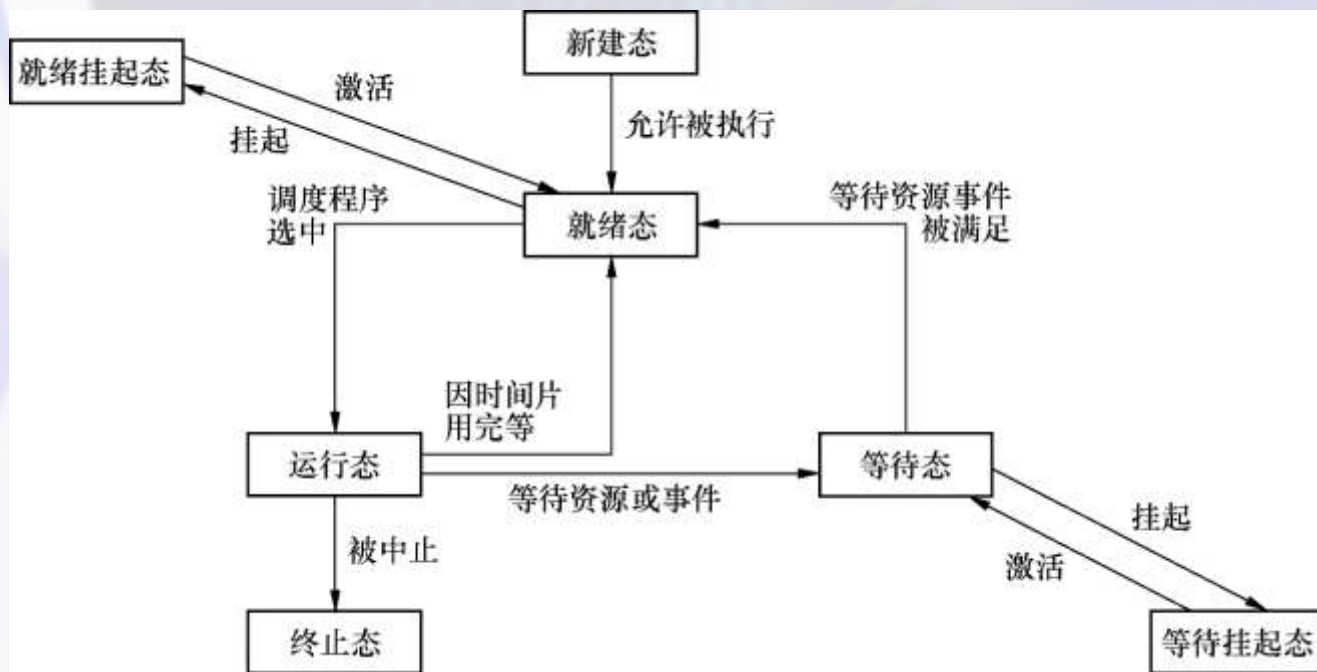 新建态
就绪挂起态
激活
允许被执行
挂起
调度程序
选中
就绪态
等待资源事件
被满足
因时间片
用完等
运行态
等待态
等待资源或事件
挂起
被中止
激活
终止态
等待挂起态